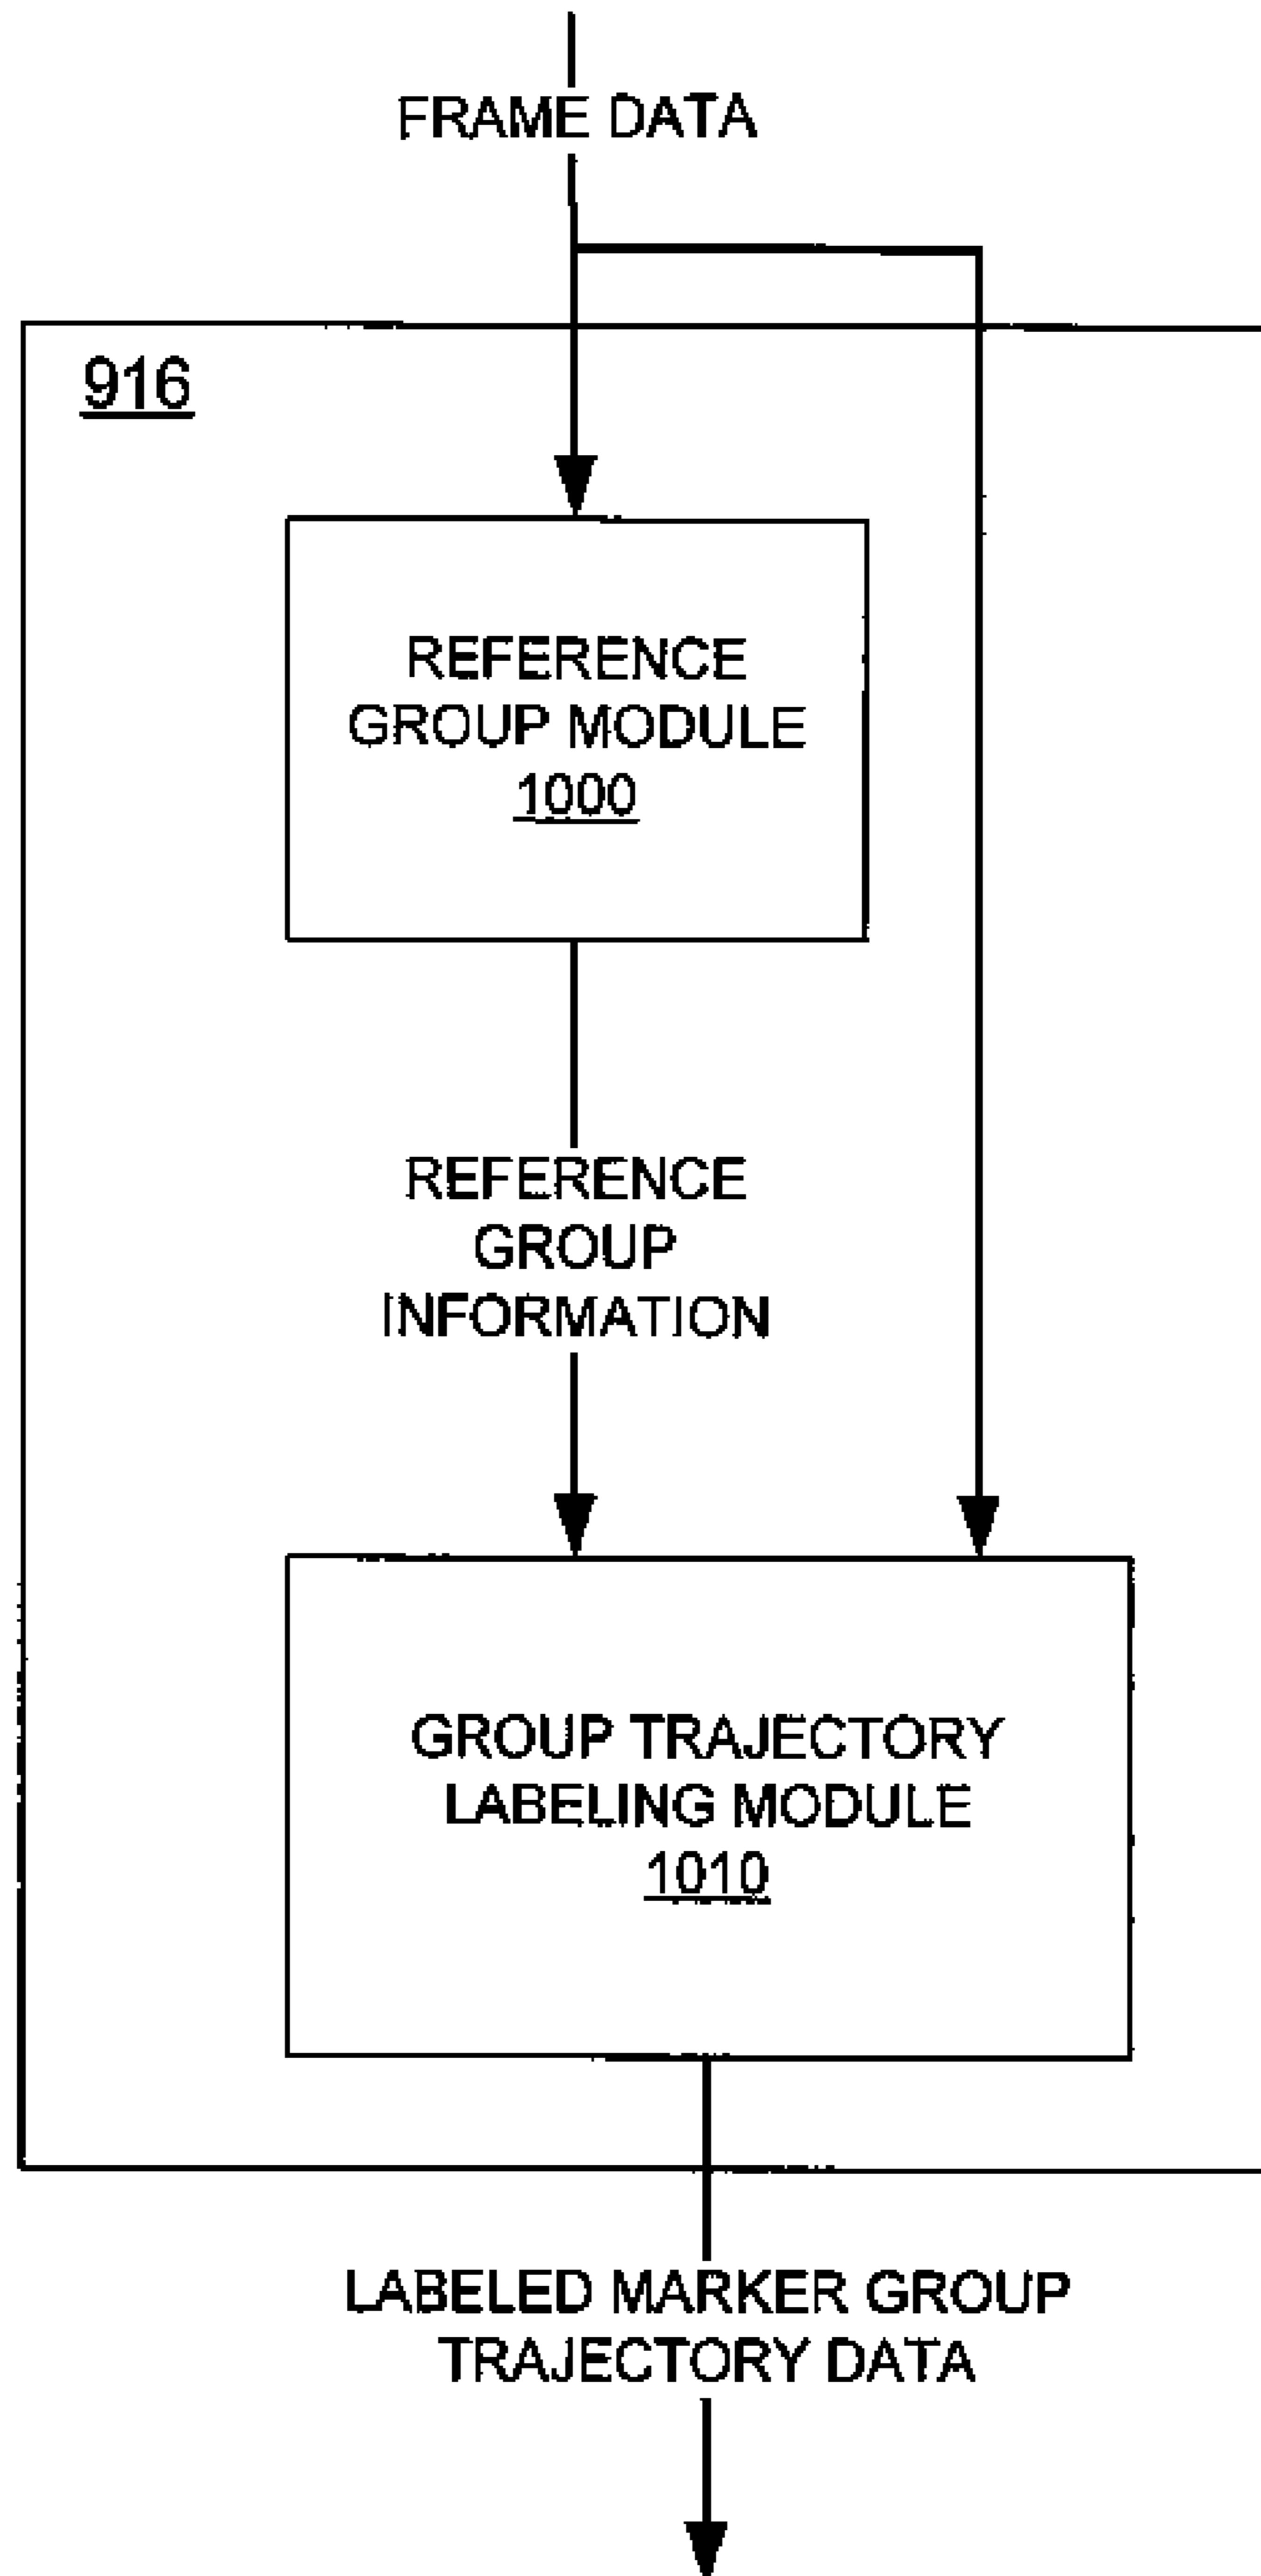 FRAME DATA
916
REFERENCE
GROUP MODULE
1000
REFERENCE
GROUP
INFORMATION
GROUP TRAJECTORY
LABELING MODULE
1010
LABELED MARKER GROUP
TRAJECTORY DATA